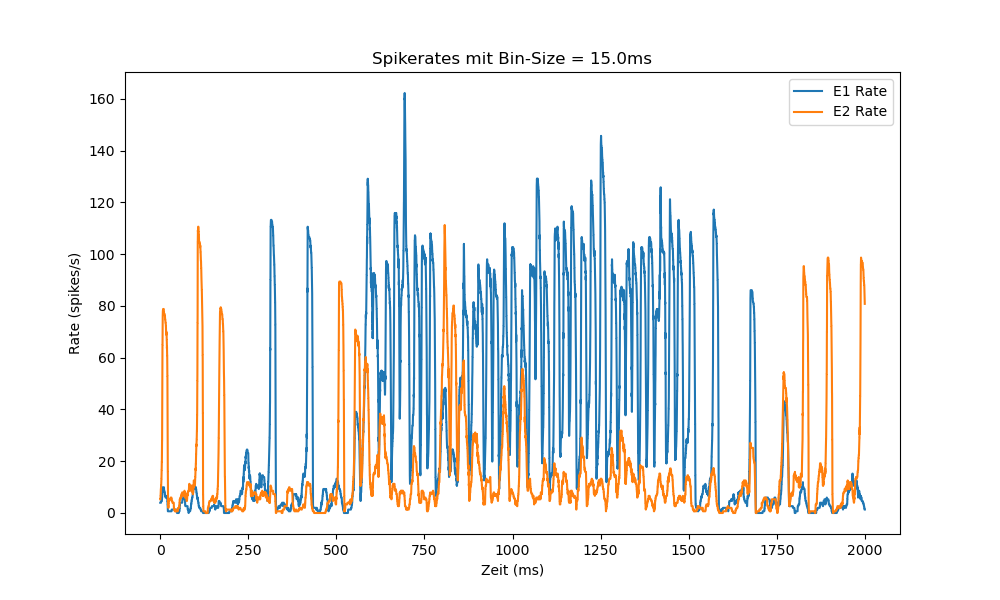 Spikerates mit Bin-Size = 15.0ms
E1 Rate
E2 Rate
160
140
120
100
80
60
40
20
0
Rate (spikes/s)
0 250 500 750 1000 1250 1500 1750 2000
Zeit (ms)